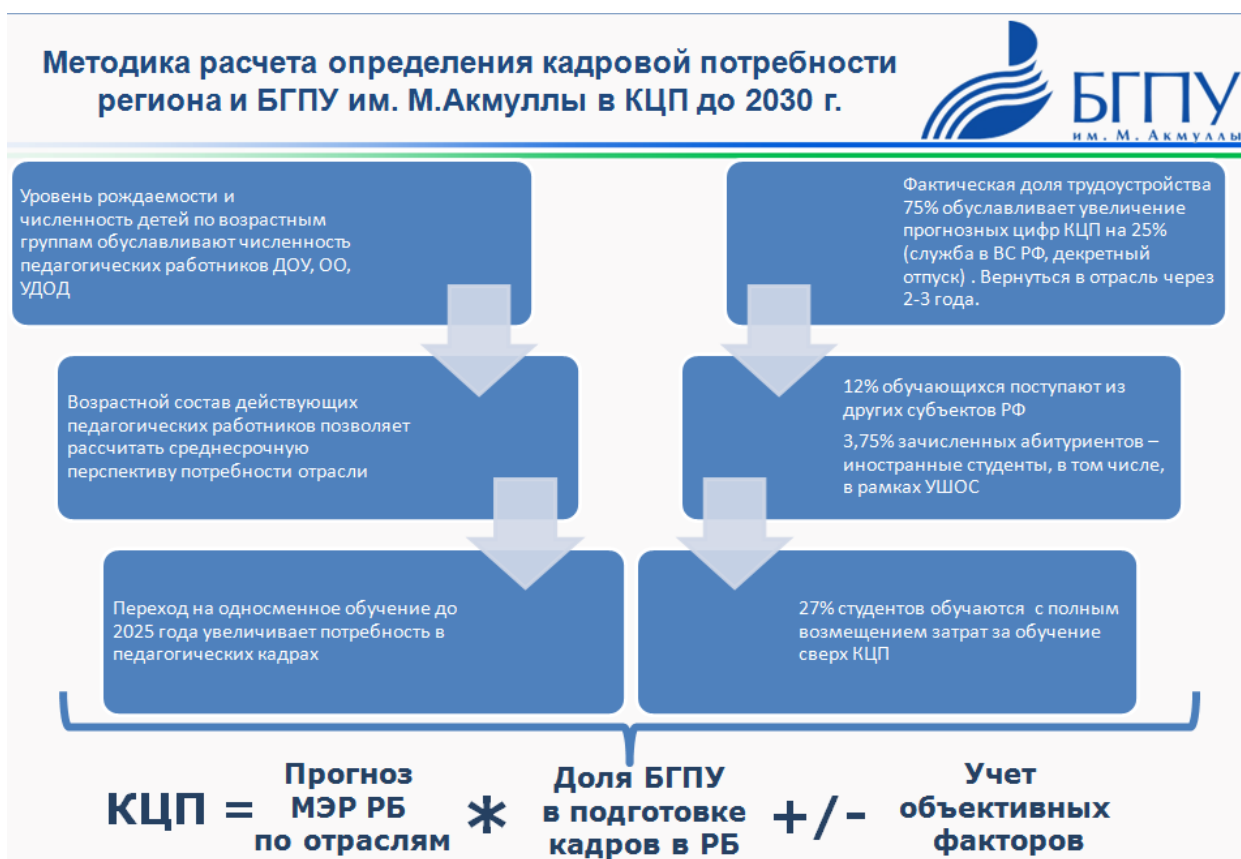 Методика расчета определения кадровой потребности
региона и БГПУ им. М.Акмуллы в КЦП до 2030 г.
БГПУ
им. М. Акмуллы
Уровень рождаемости и
численность детей по возрастным
группам обуславливают численность
педагогических работников ДОУ, ОО,
УДОД
Возрастной состав действующих
педагогических работников позволяет
рассчитать среднесрочную
перспективу потребности отрасли
Переход на односменное обучение до
2025 года увеличивает потребность в
педагогических кадрах
Фактическая доля трудоустройства
75% обуславливает увеличение
прогнозных цифр КЦП на 25%
(служба в ВС РФ, декретный
отпуск) . Вернуться в отрасль через
2-3 года.
12% обучающихся поступают из
других субъектов РФ
3,75% зачисленных абитуриентов –
иностранные студенты, в том числе,
в рамках УШОС
27% студентов обучаются с полным
возмещением затрат за обучение
сверх КЦП
КЦП =
Прогноз
МЭР РБ
по отраслям
*
Доля БГПУ
в подготовке
кадров в РБ
+/-
Учет
объективных
факторов